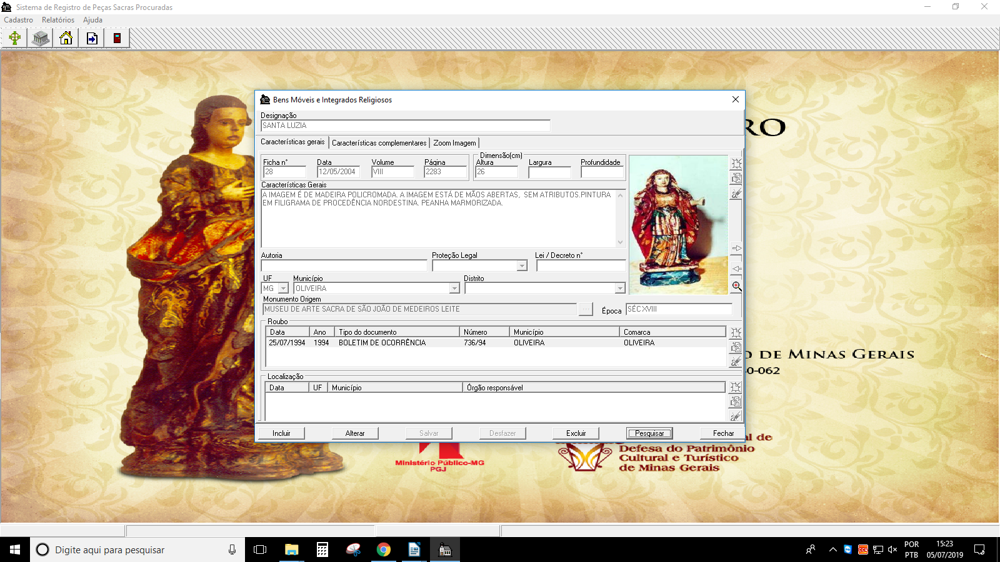 Sistema de Registro de Peças Sacras Procuradas
Cadastro Relatórios Ajuda
RO
Bens Móveis e Integrados Religiosos
Designação
SANTA LUZIA
Características gerais Características complementares Zoom Imagem
Dimensão(cm)
Ficha n° Data Volume Página Altura Largura Profundidade
28 12/05/2004 VIII 2283 26
Características Gerais
A IMAGEM É DE MADEIRA POLICROMADA. A IMAGEM ESTÁ DE MÃOS ABERTAS, SEM ATRIBUTOS.PINTURA
EM FILIGRAMA DE PROCEDÊNCIA NORDESTINA. PEANHA MARMORIZADA.
Autoria Proteção Legal Lei / Decreto n°
UF Município Distrito
MG OLIVEIRA
Monumento Origem
MUSEU DE ARTE SACRA DE SÃO JOÃO DE MEDEIROS LEITE ... Época SÉC XVIII
Roubo
Data Ano Tipo do documento Número Município Comarca
25/07/1994 1994 BOLETIM DE OCORRÊNCIA 736/94 OLIVEIRA OLIVEIRA
O DE MINAS GERAIS
40-062
Localização
Data UF Município Órgão responsável
Incluir Alterar Salvar Desfazer Excluir Pesquisar Fechar
al de
Defesa do Patrimônio
Cultural e Turístico
de Minas Gerais
Ministério Público-MG
PGJ
Digite aqui para pesquisar
POR
PTB
15:23
05/07/2019